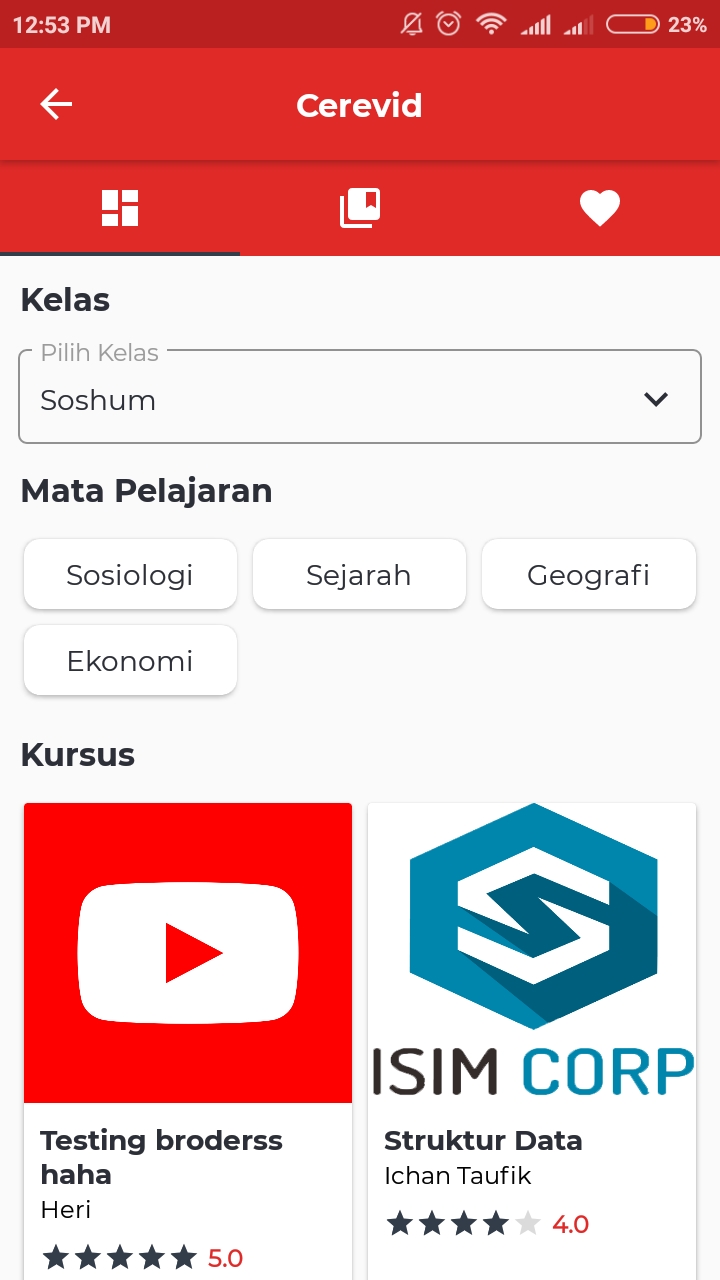 12:53 PM
23%
Cerevid
Kelas
Pilih Kelas
Soshum
Mata Pelajaran
Sosiologi
Sejarah
Geografi
Ekonomi
Kursus
ISIM CORP
Testing broderss
haha
Heri
5.0
Struktur Data
Ichan Taufik
4.0